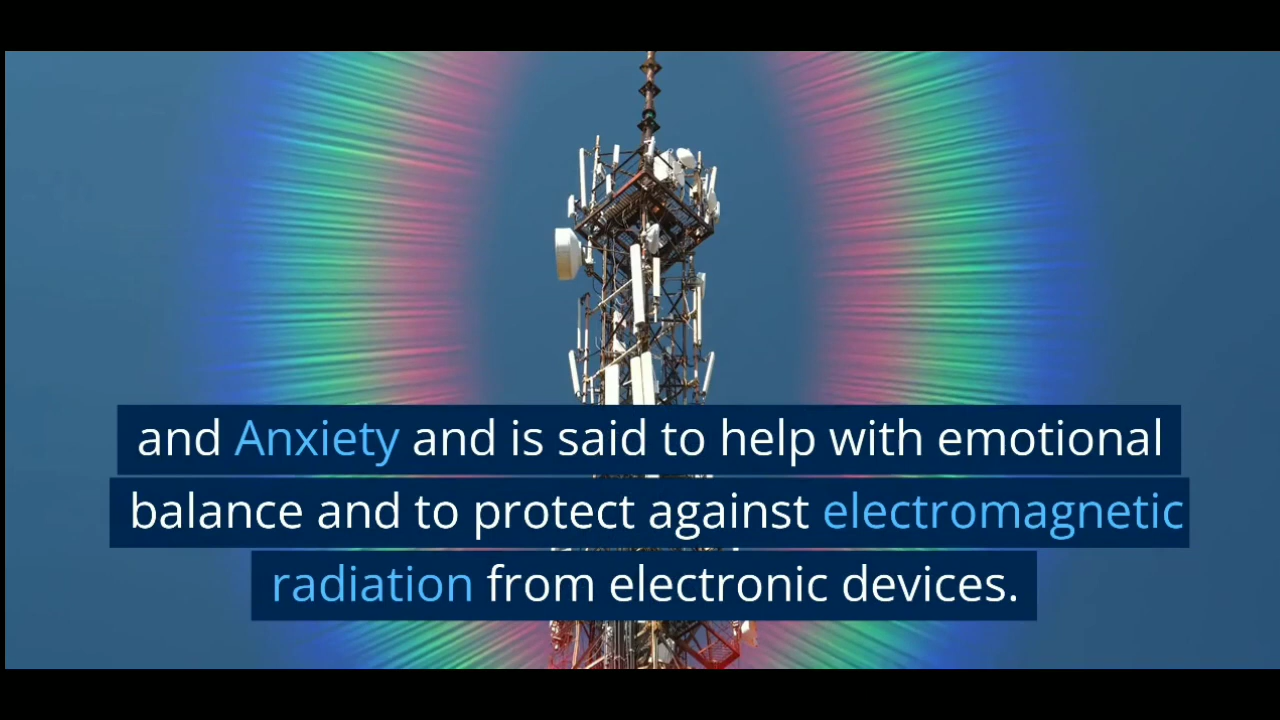 and Anxiety and is said to help with emotional
balance and to protect against electromagnetic
radiation from electronic devices.